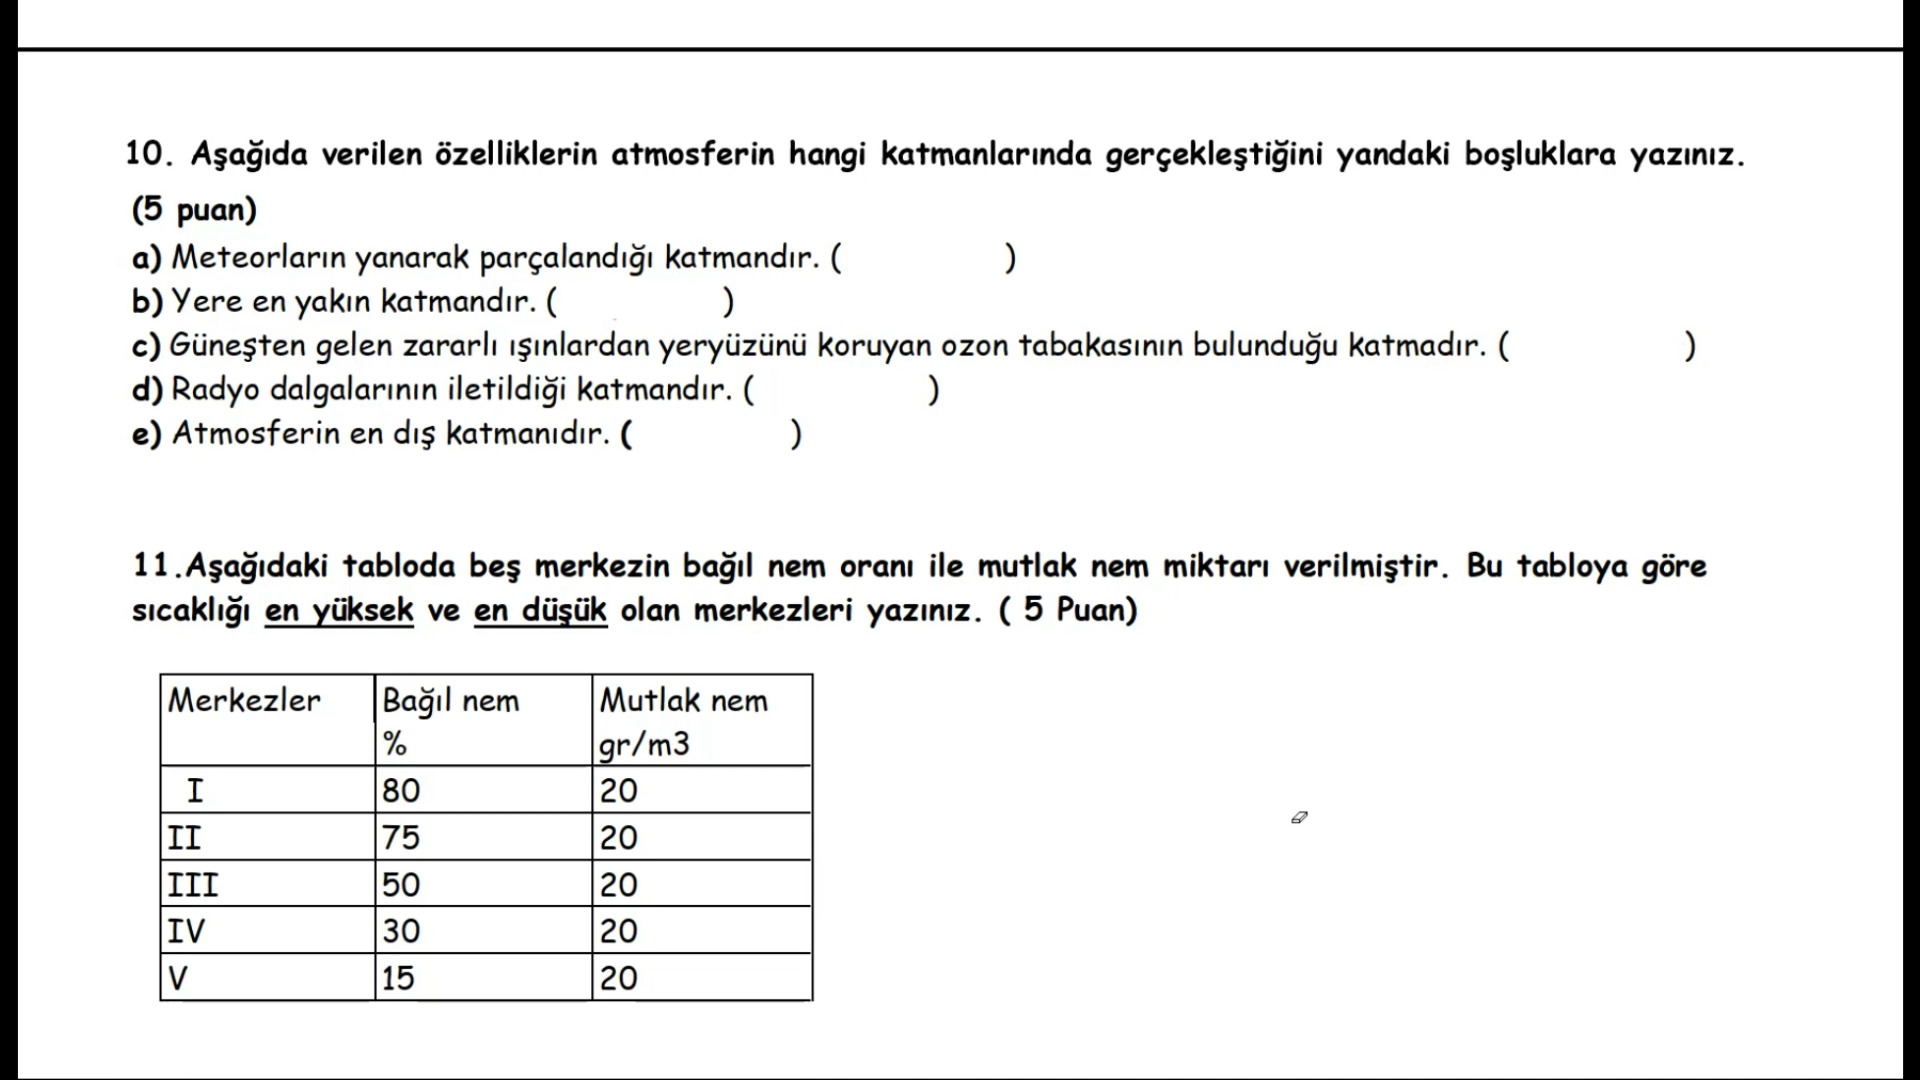 10. Aşağıda verilen özelliklerin atmosferin hangi katmanlarında gerçekleştiğini yandaki boşluklara yazınız.
(5 puan)
a) Meteorların yanarak parçalandığı katmandır. ( )
b) Yere en yakın katmandır. ( )
c) Güneşten gelen zararlı ışınlardan yeryüzünü koruyan ozon tabakasının bulunduğu katmadır. ( )
d) Radyo dalgalarının iletildiği katmandır. ( )
e) Atmosferin en dış katmanıdır. ( )
11.Aşağıdaki tabloda beş merkezin bağıl nem oranı ile mutlak nem miktarı verilmiştir. Bu tabloya göre
sıcaklığı en yüksek ve en düşük olan merkezleri yazınız. ( 5 Puan)
Merkezler Bağıl nem Mutlak nem
% gr/m3
I 80 20
II 75 20
III 50 20
IV 30 20
V 15 20